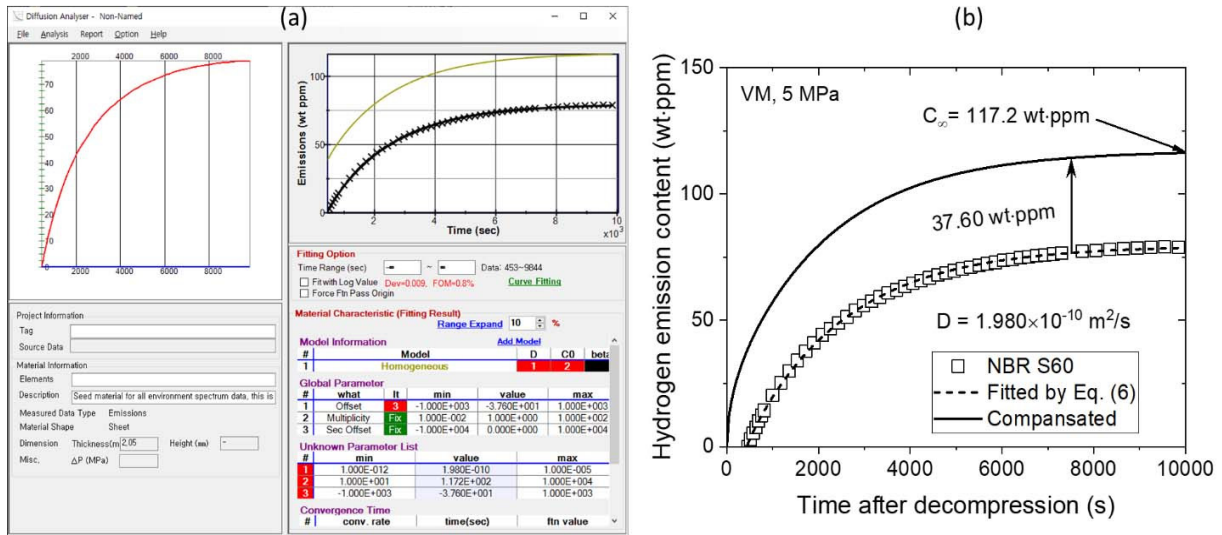 (a)
Diffusion Analyser - Non-Named
File Analysis Report Option Help
2000 4000 6000 8000
70
60
50
40
30
20
10
0
2000 4000 6000 8000
Emissions (wt ppm)
100
50
0
2 4 6 8 10
×10³
Time (sec)
Fitting Option
Time Range (sec) -∞ ~ ∞ Data: 453~9844
Fit with Log Value Dev=0.009, FOM=0.8% Curve Fitting
Force Ftn Pass Origin
Material Characteristic (Fitting Result)
Range Expand 10 %
Model Information Add Model
# Model D C0 beta
1 Homogeneous 1 2
Global Parameter
# what It min value max
1 Offset 3 -1.000E+003 -3.760E+001 1.000E+003
2 Multiplicity Fix 1.000E-002 1.000E+000 1.000E+002
3 Sec Offset Fix -1.000E+004 0.000E+000 1.000E+004
Unknown Parameter List
# min value max
1 1.000E-012 1.980E-010 1.000E-005
2 1.000E+001 1.172E+002 1.000E+004
3 -1.000E+003 -3.760E+001 1.000E+003
Convergence Time
# conv. rate time(sec) ftn value
Project Information
Tag
Source Data
Material Information
Elements
Description Seed material for all environment spectrum data, this is
Measured Data Type Emissions
Material Shape Sheet
Dimension Thickness(m 2,05 Height (mm) -
Misc. ΔP (MPa)
(b)
Hydrogen emission content (wt·ppm)
150
100
50
0
VM, 5 MPa
C∞= 117.2 wt·ppm
37.60 wt·ppm
D = 1.980×10⁻¹⁰ m²/s
NBR S60
Fitted by Eq. (6)
Compansated
0 2000 4000 6000 8000 10000
Time after decompression (s)